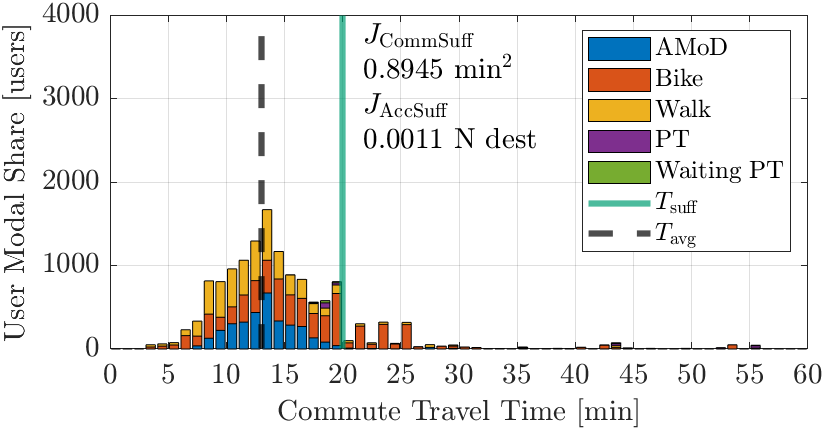 4000
3000
2000
1000
0
User Modal Share [users]
J_CommSuff
0.8945 min²
J_AccSuff
0.0011 N dest
AMoD
Bike
Walk
PT
Waiting PT
T_suff
T_avg
0 5 10 15 20 25 30 35 40 45 50 55 60
Commute Travel Time [min]